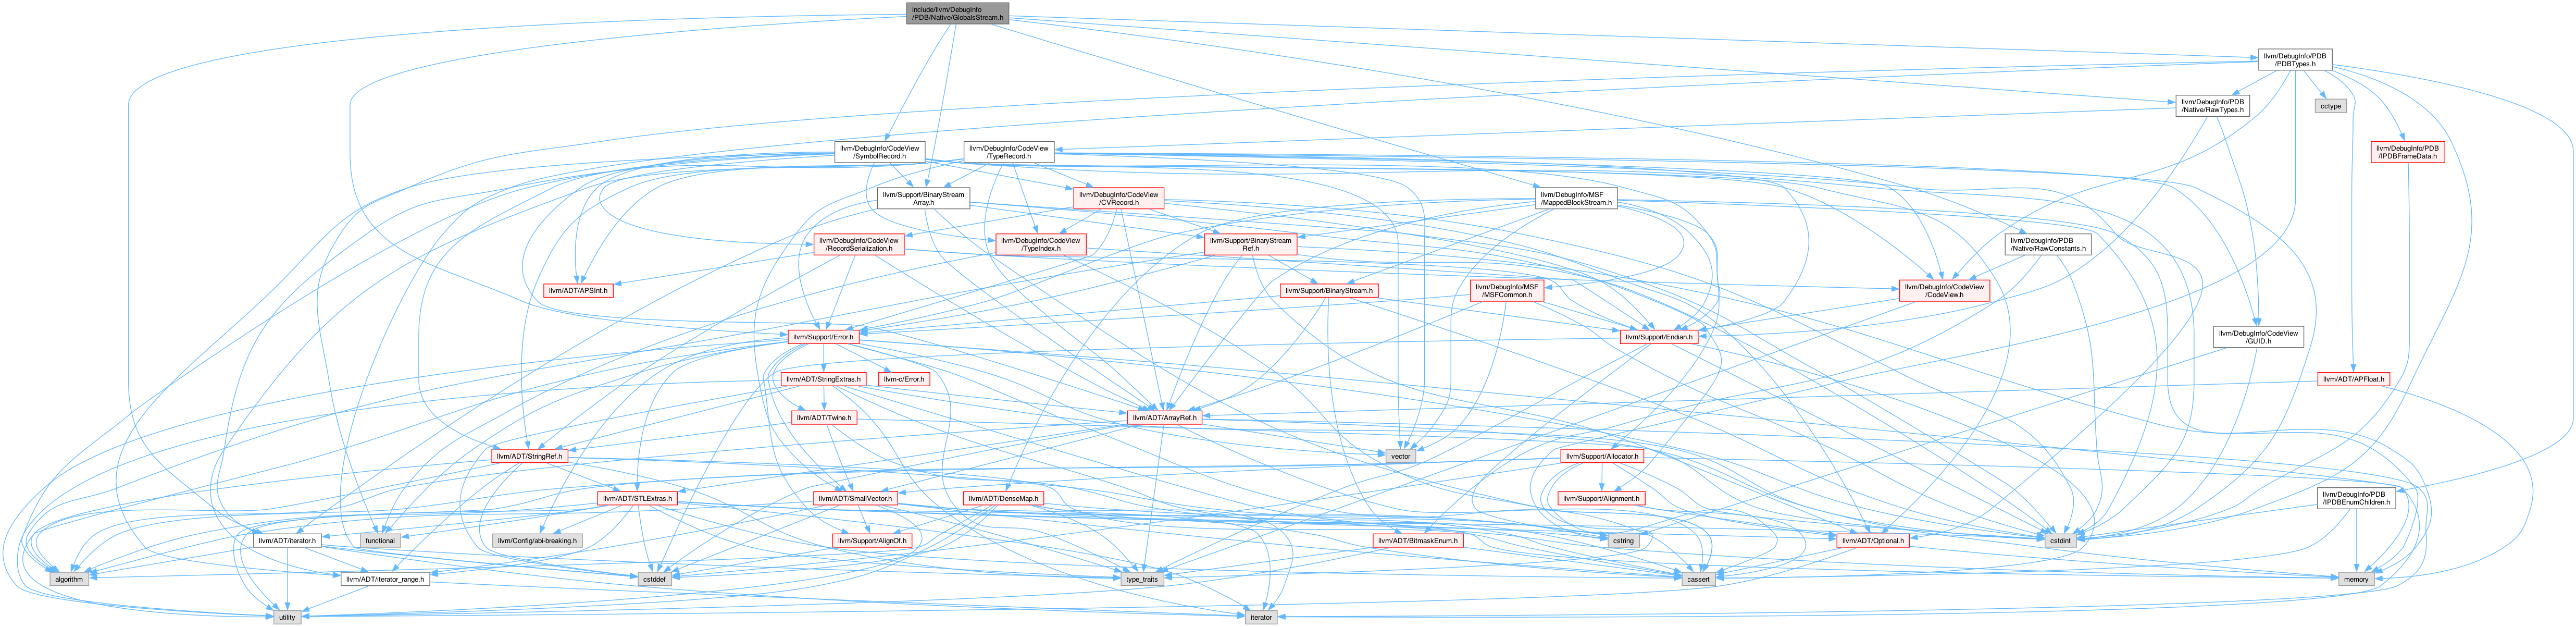 include/llvm/DebugInfo
/PDB/Native/GlobalsStream.h
llvm/DebugInfo/PDB
/PDBTypes.h
llvm/DebugInfo/PDB
/Native/RawTypes.h
cctype
llvm/DebugInfo/CodeView
/SymbolRecord.h
llvm/DebugInfo/CodeView
/TypeRecord.h
llvm/DebugInfo/PDB
/IPDBFrameData.h
llvm/Support/BinaryStream
Array.h
llvm/DebugInfo/CodeView
/CVRecord.h
llvm/DebugInfo/MSF
/MappedBlockStream.h
llvm/DebugInfo/CodeView
/RecordSerialization.h
llvm/DebugInfo/CodeView
/TypeIndex.h
llvm/Support/BinaryStream
Ref.h
llvm/DebugInfo/PDB
/Native/RawConstants.h
llvm/ADT/APSInt.h
llvm/Support/BinaryStream.h
llvm/DebugInfo/MSF
/MSFCommon.h
llvm/DebugInfo/CodeView
/CodeView.h
llvm/Support/Error.h
llvm/Support/Endian.h
llvm/DebugInfo/CodeView
/GUID.h
llvm/ADT/StringExtras.h
llvm-c/Error.h
llvm/ADT/APFloat.h
llvm/ADT/Twine.h
llvm/ADT/ArrayRef.h
llvm/ADT/StringRef.h
vector
llvm/Support/Allocator.h
llvm/ADT/STLExtras.h
llvm/ADT/SmallVector.h
llvm/ADT/DenseMap.h
llvm/Support/Alignment.h
llvm/DebugInfo/PDB
/IPDBEnumChildren.h
llvm/ADT/iterator.h
functional
llvm/Config/abi-breaking.h
llvm/Support/AlignOf.h
llvm/ADT/BitmaskEnum.h
cstring
llvm/ADT/Optional.h
cstdint
algorithm
llvm/ADT/iterator_range.h
cstddef
type_traits
cassert
memory
utility
iterator